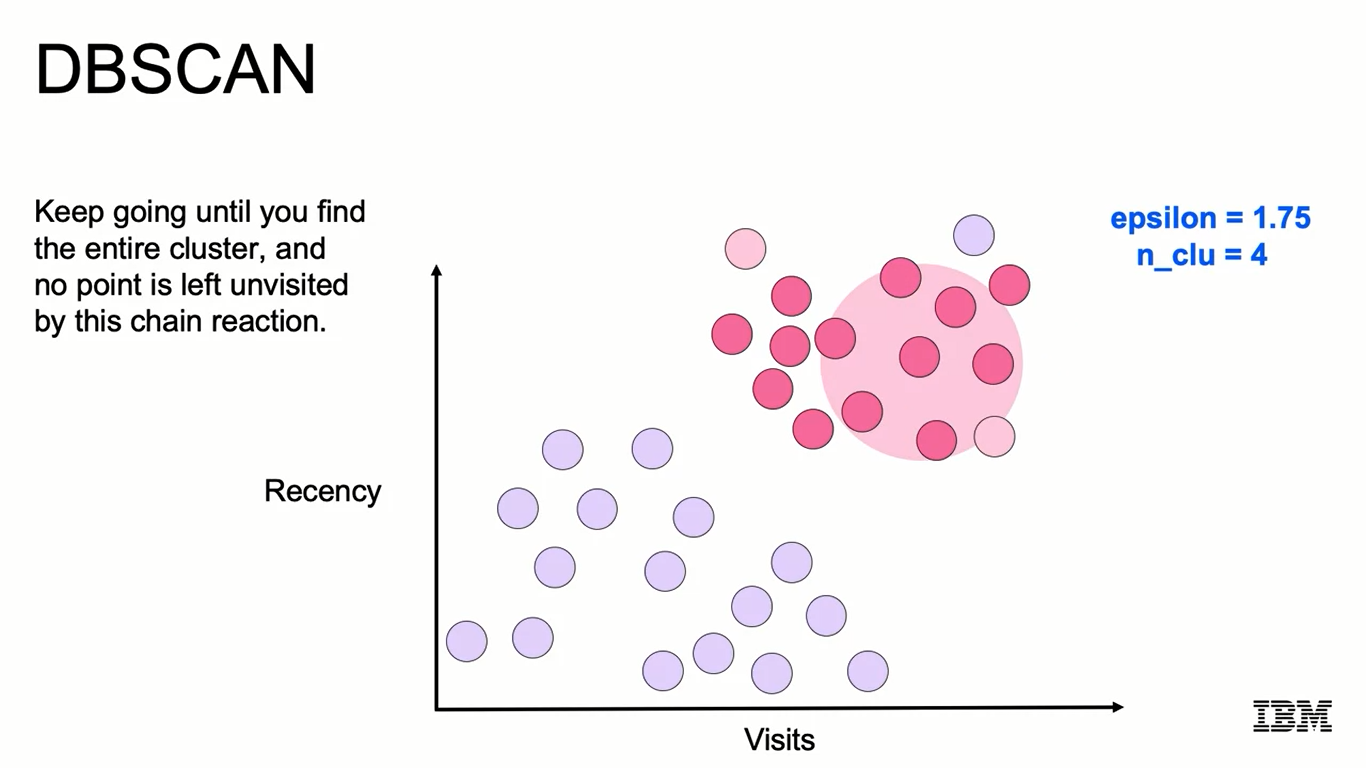 DBSCAN
Keep going until you find
the entire cluster, and
no point is left unvisited
by this chain reaction.
epsilon = 1.75
n_clu = 4
Recency
Visits
IBM